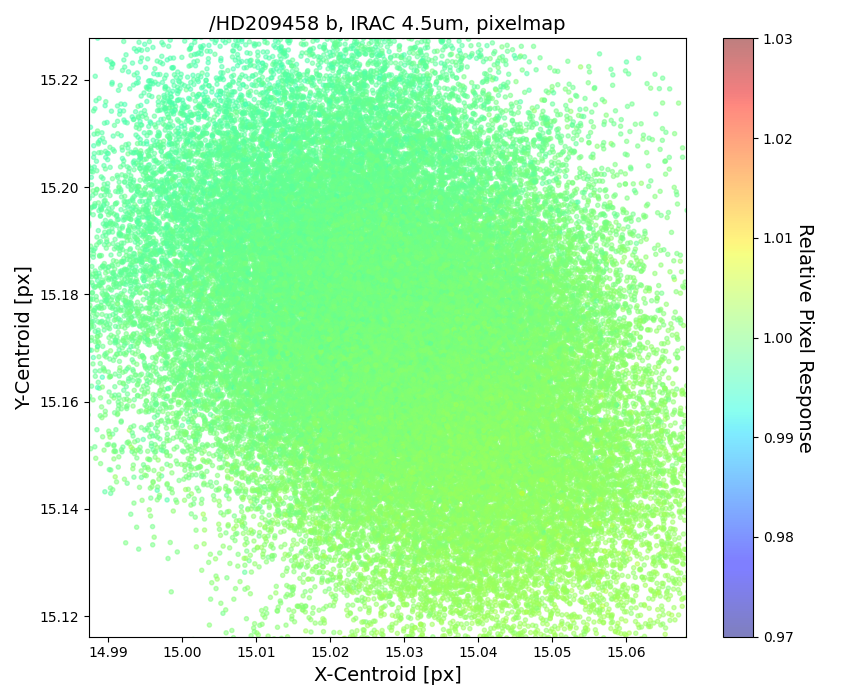 /HD209458 b, IRAC 4.5um, pixelmap
15.22
15.20
15.18
15.16
15.14
15.12
Y-Centroid [px]
14.99 15.00 15.01 15.02 15.03 15.04 15.05 15.06
X-Centroid [px]
1.03
1.02
1.01
1.00
0.99
0.98
0.97
Relative Pixel Response